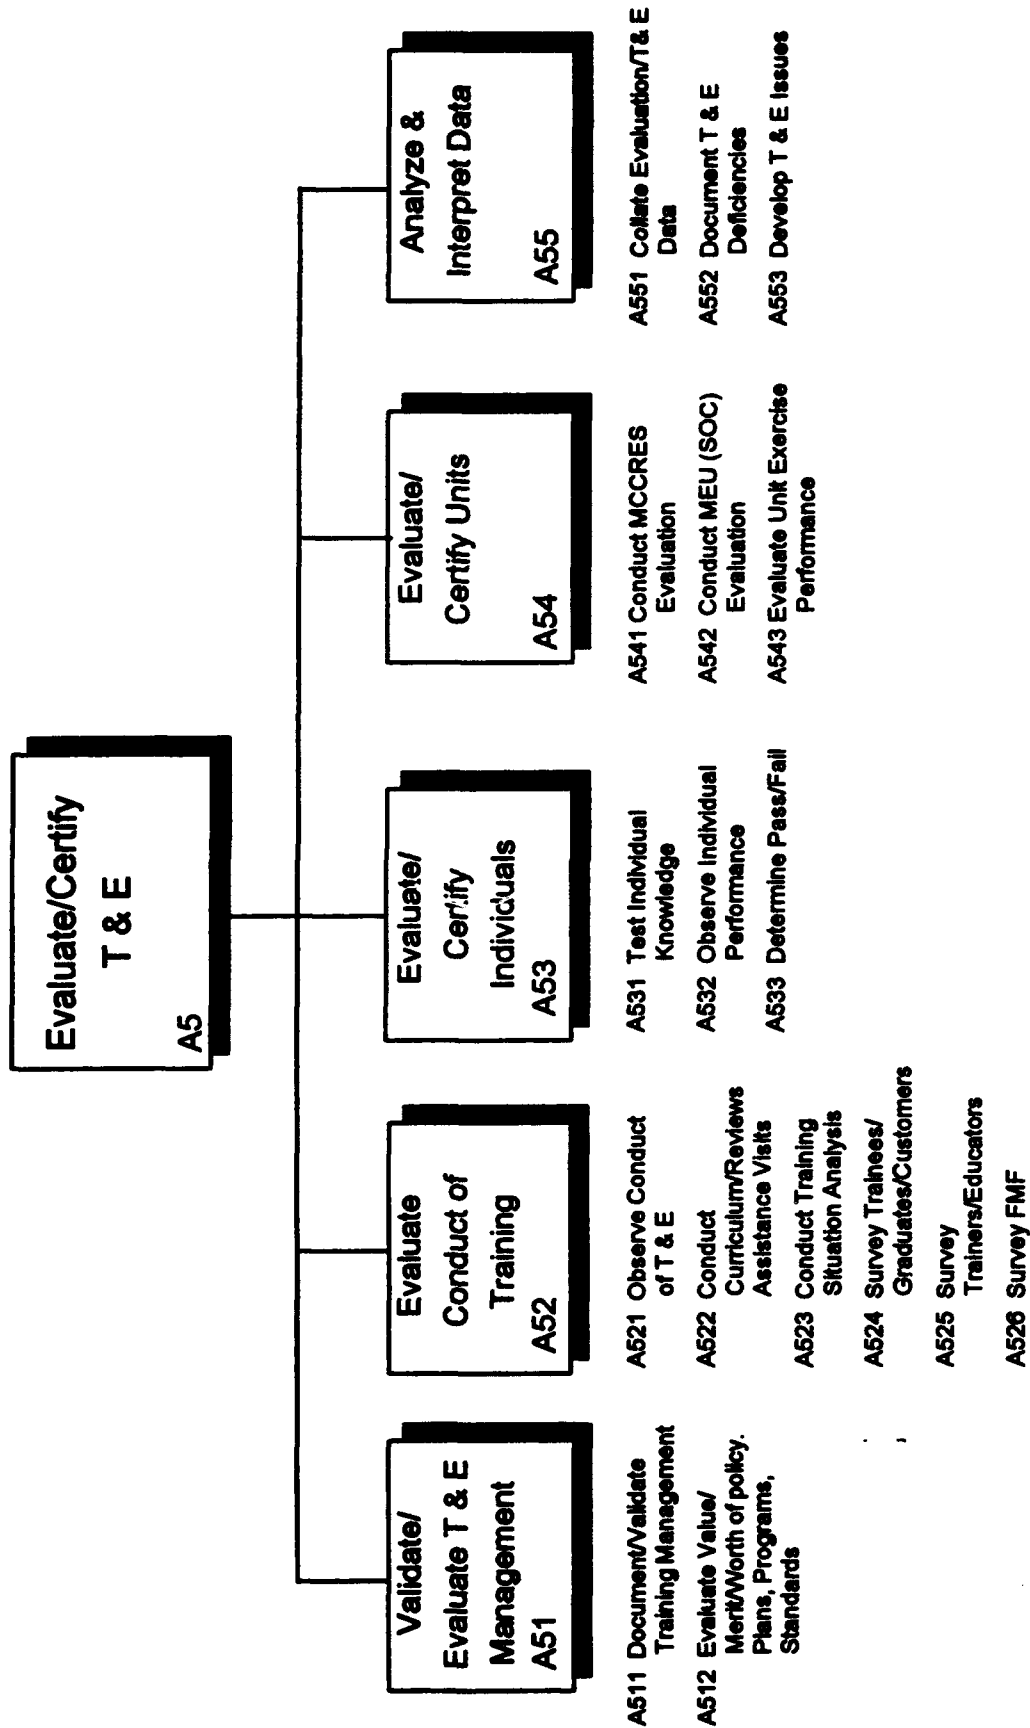 Evaluate/Certify
T & E
A5
Validate/
Evaluate T & E
Management
A51
A511 Document/Validate
Training Management
A512 Evaluate Value/
Merit/Worth of policy.
Plans, Programs,
Standards
Evaluate
Conduct of
Training
A52
A521 Observe Conduct
of T & E
A522 Conduct
Curriculum/Reviews
Assistance Visits
A523 Conduct Training
Situation Analysis
A524 Survey Trainees/
Graduates/Customers
A525 Survey
Trainers/Educators
A526 Survey FMF
Evaluate/
Certify
Individuals
A53
A531 Test Individual
Knowledge
A532 Observe Individual
Performance
A533 Determine Pass/Fail
Evaluate/
Certify Units
A54
A541 Conduct MCCRES
Evaluation
A542 Conduct MEU (SOC)
Evaluation
A543 Evaluate Unit Exercise
Performance
Analyze &
Interpret Data
A55
A551 Collate Evaluation/T& E
Data
A552 Document T & E
Deficiencies
A553 Develop T & E Issues